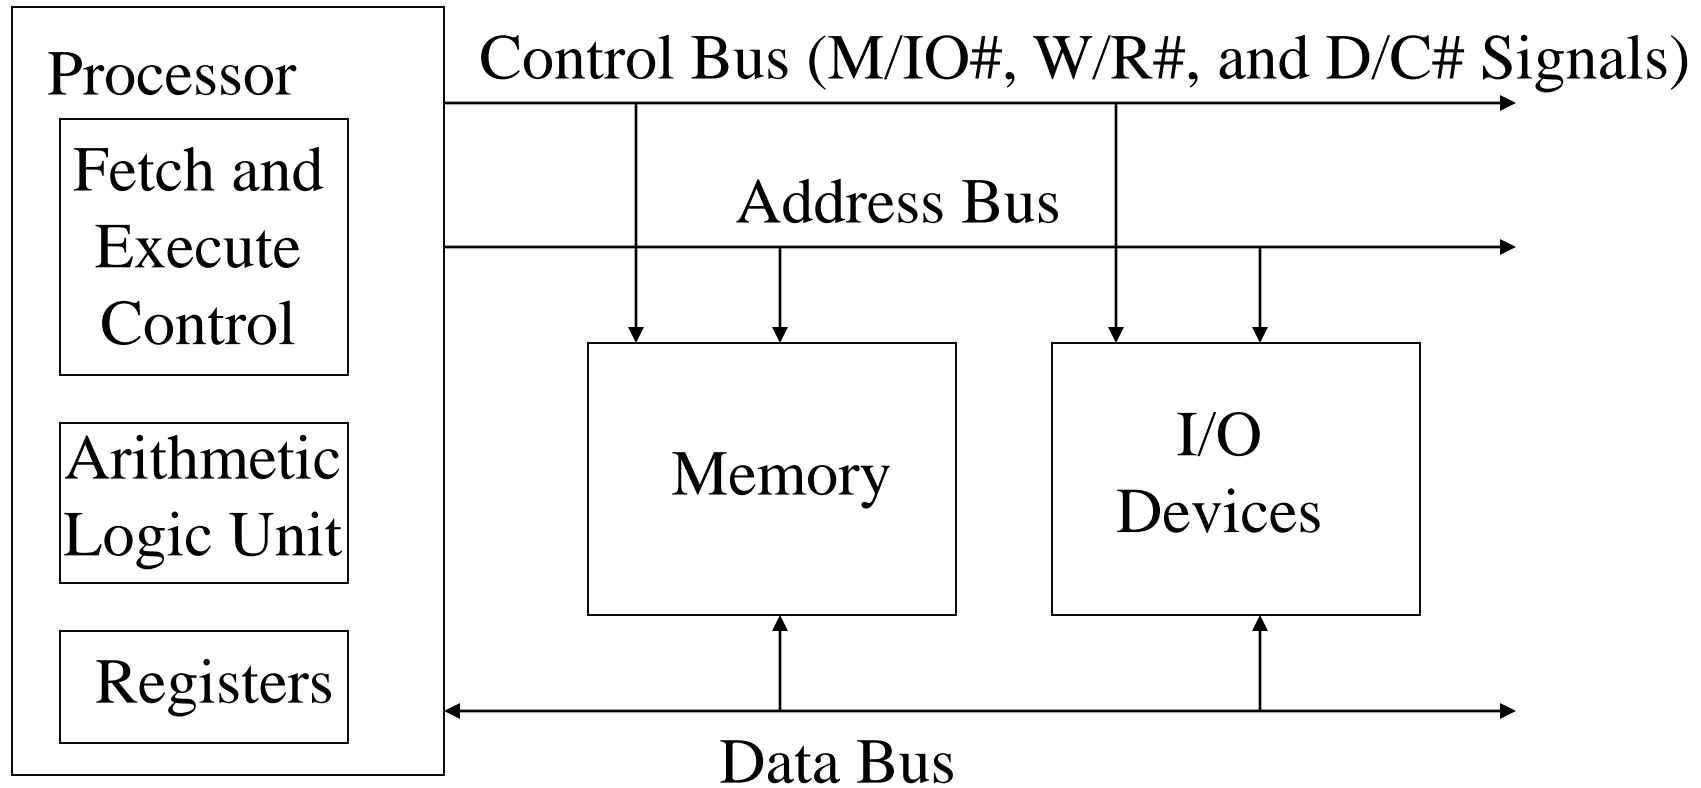 Processor
Fetch and
Execute
Control
Arithmetic
Logic Unit
Registers
Control Bus (M/IO#, W/R#, and D/C# Signals)
Address Bus
Memory
I/O
Devices
Data Bus